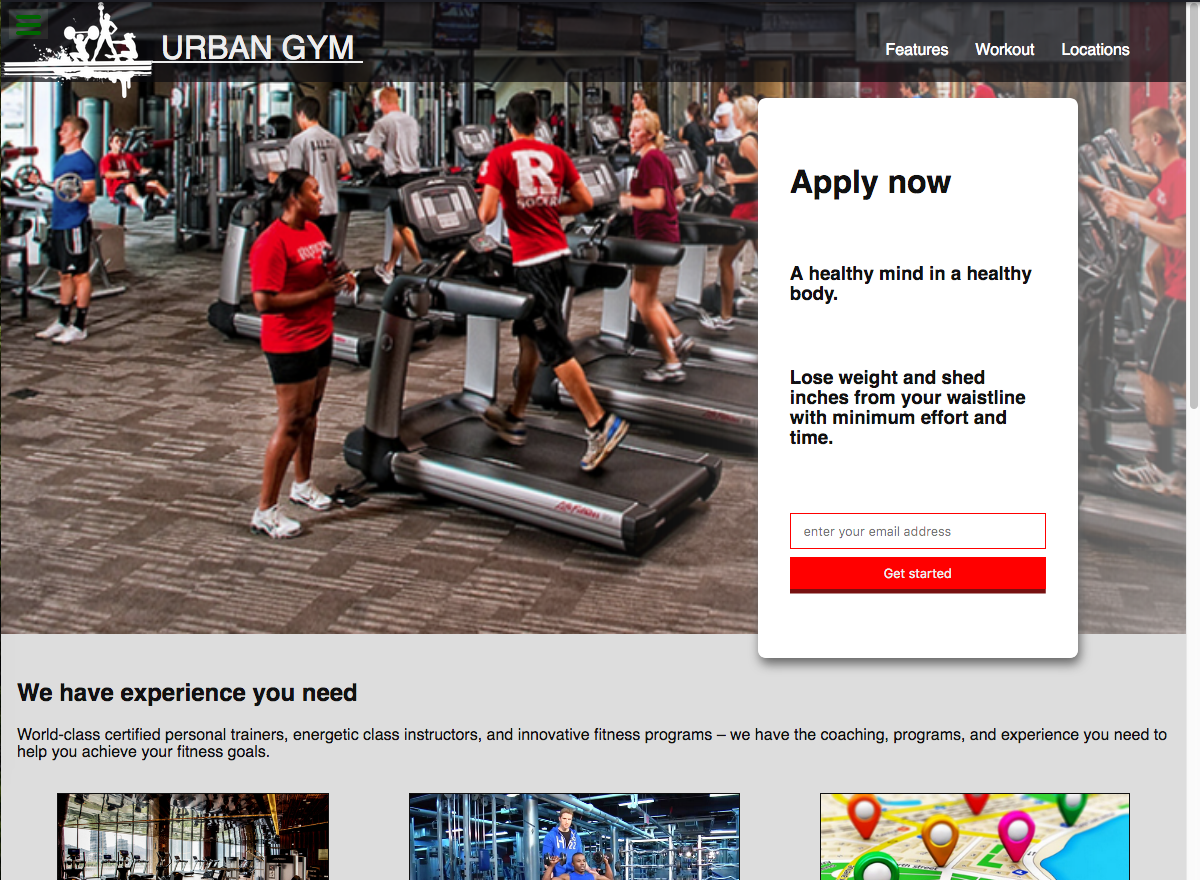 URBAN GYM
Features
Workout
Locations
R
SOCCER
Apply now
A healthy mind in a healthy
body.
Lose weight and shed
inches from your waistline
with minimum effort and
time.
enter your email address
Get started
We have experience you need
World-class certified personal trainers, energetic class instructors, and innovative fitness programs – we have the coaching, programs, and experience you need to
help you achieve your fitness goals.